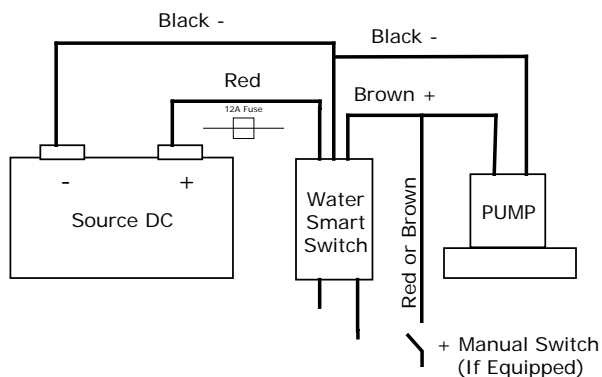 Black -
Black -
Red
12A Fuse
Brown +
- +
Source DC
Water
Smart
Switch
PUMP
Red or Brown
+ Manual Switch
(If Equipped)